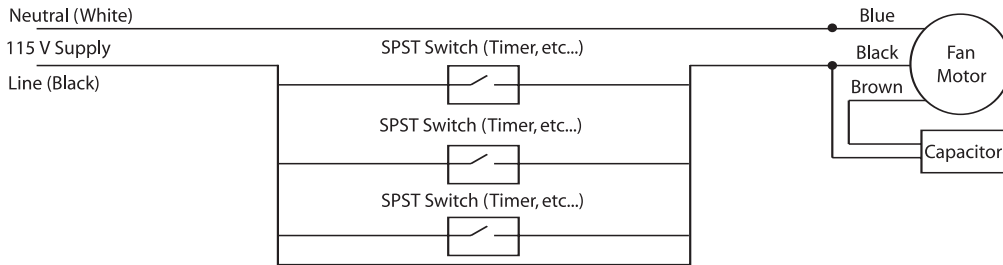 Neutral (White)
Blue
115 V Supply
SPST Switch (Timer, etc...)
Black
Fan
Motor
Line (Black)
Brown
SPST Switch (Timer, etc...)
Capacitor
SPST Switch (Timer, etc...)